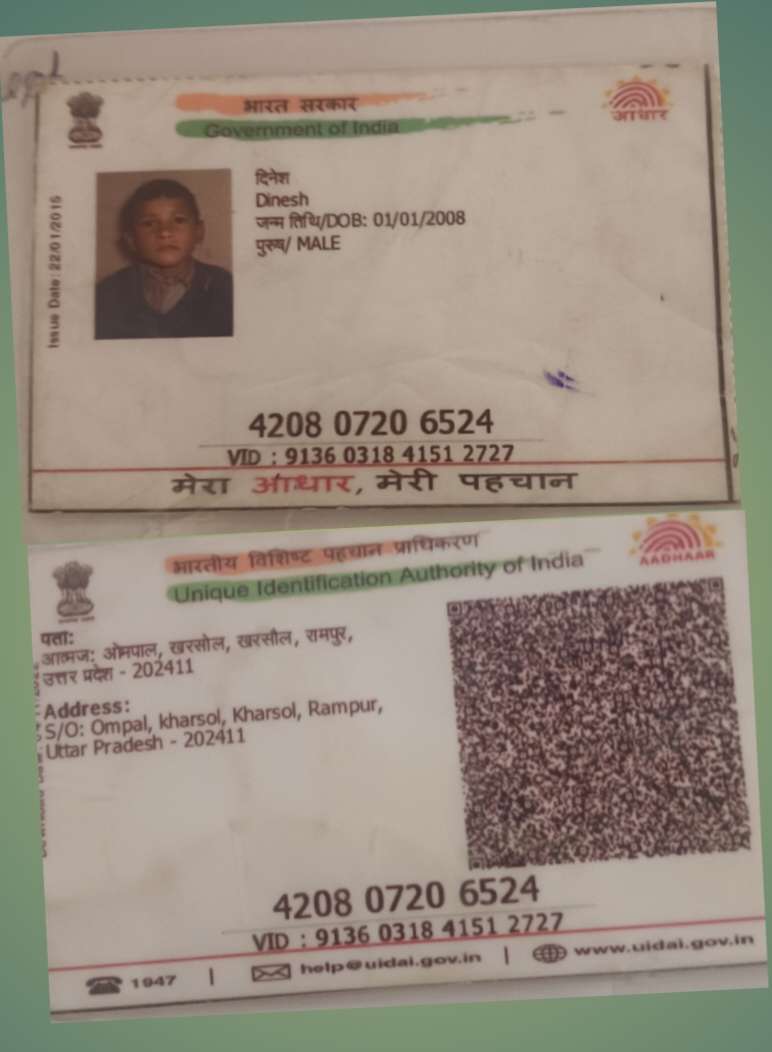 भारत सरकार
Government of India
आधार
Issue Date: 22/01/2015
दिनेश
Dinesh
जन्म तिथि/DOB: 01/01/2008
पुरुष/ MALE
4208 0720 6524
VID : 9136 0318 4151 2727
मेरा आधार, मेरी पहचान
भारतीय विशिष्ट पहचान प्राधिकरण
Unique Identification Authority of India
AADHAAR
पता:
आत्मज: ओमपाल, खरसोल, खरसौल, रामपुर,
उत्तर प्रदेश - 202411
Address:
S/O: Ompal, kharsol, Kharsol, Rampur,
Uttar Pradesh - 202411
4208 0720 6524
VID : 9136 0318 4151 2727
1947 | help@uidai.gov.in | www.uidai.gov.in